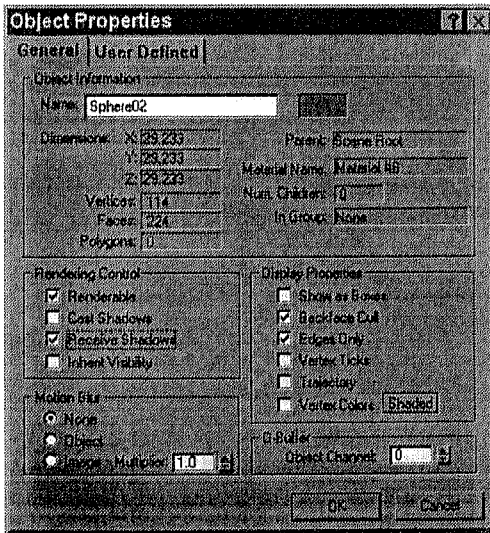 Object Properties
General User Defined
Object Information
Name: Sphere02
Dimensions: X: 39.233
Y: 29.233
Z: 29.233
Vertices: 114
Faces: 224
Polygons: 0
Parent: Scene Root
Material Name: Material #6
Num. Children: 0
In Group: None
Rendering Control
Renderable
Cast Shadows
Receive Shadows
Inherit Visibility
Display Properties
Show as Boxes
Backface Cull
Edges Only
Vertex Ticks
Trajectory
Vertex Colors Shaded
Motion Blur
None
Object
Image Multiplier: 1.0
G-Buffer
Object Channel: 0
OK Cancel